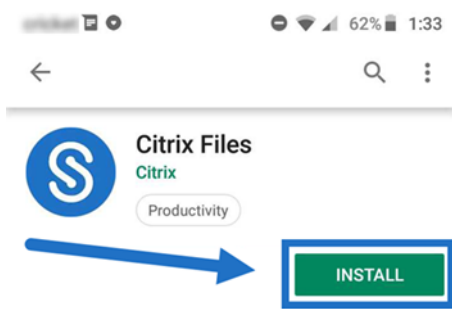 62% 1:33
Citrix Files
Citrix
Productivity
INSTALL